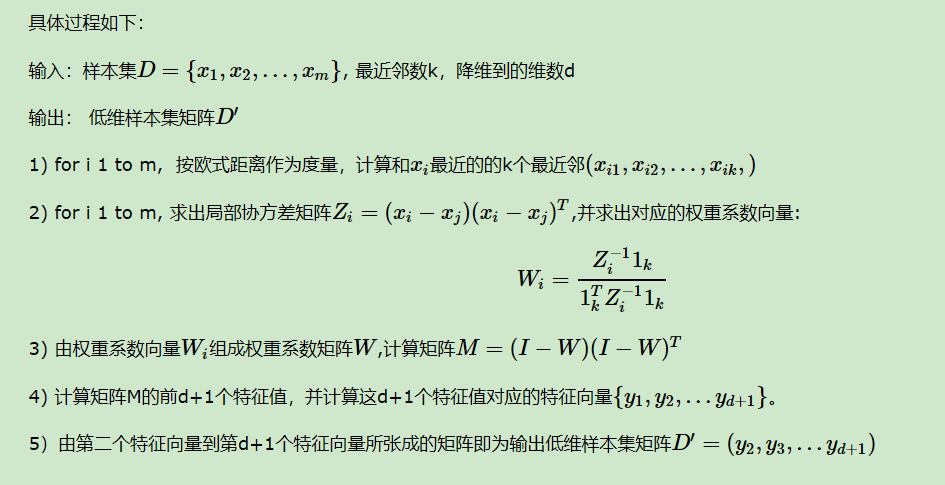 具体过程如下：
输入：样本集$D = \{x_1, x_2, \ldots, x_m\}$, 最近邻数k，降维到的维数d
输出： 低维样本集矩阵$D'$
1) for i 1 to m，按欧式距离作为度量，计算和$x_i$最近的的k个最近邻$(x_{i1}, x_{i2}, \ldots, x_{ik},)$
2) for i 1 to m, 求出局部协方差矩阵$Z_i = (x_i - x_j)(x_i - x_j)^T$,并求出对应的权重系数向量:
$W_i = \frac{Z_i^{-1}1_k}{1_k^T Z_i^{-1}1_k}$
3) 由权重系数向量$W_i$组成权重系数矩阵$W$,计算矩阵$M = (I - W)(I - W)^T$
4) 计算矩阵M的前d+1个特征值，并计算这d+1个特征值对应的特征向量$\{y_1, y_2, \ldots y_{d+1}\}$。
5）由第二个特征向量到第d+1个特征向量所张成的矩阵即为输出低维样本集矩阵$D' = (y_2, y_3, \ldots y_{d+1})$